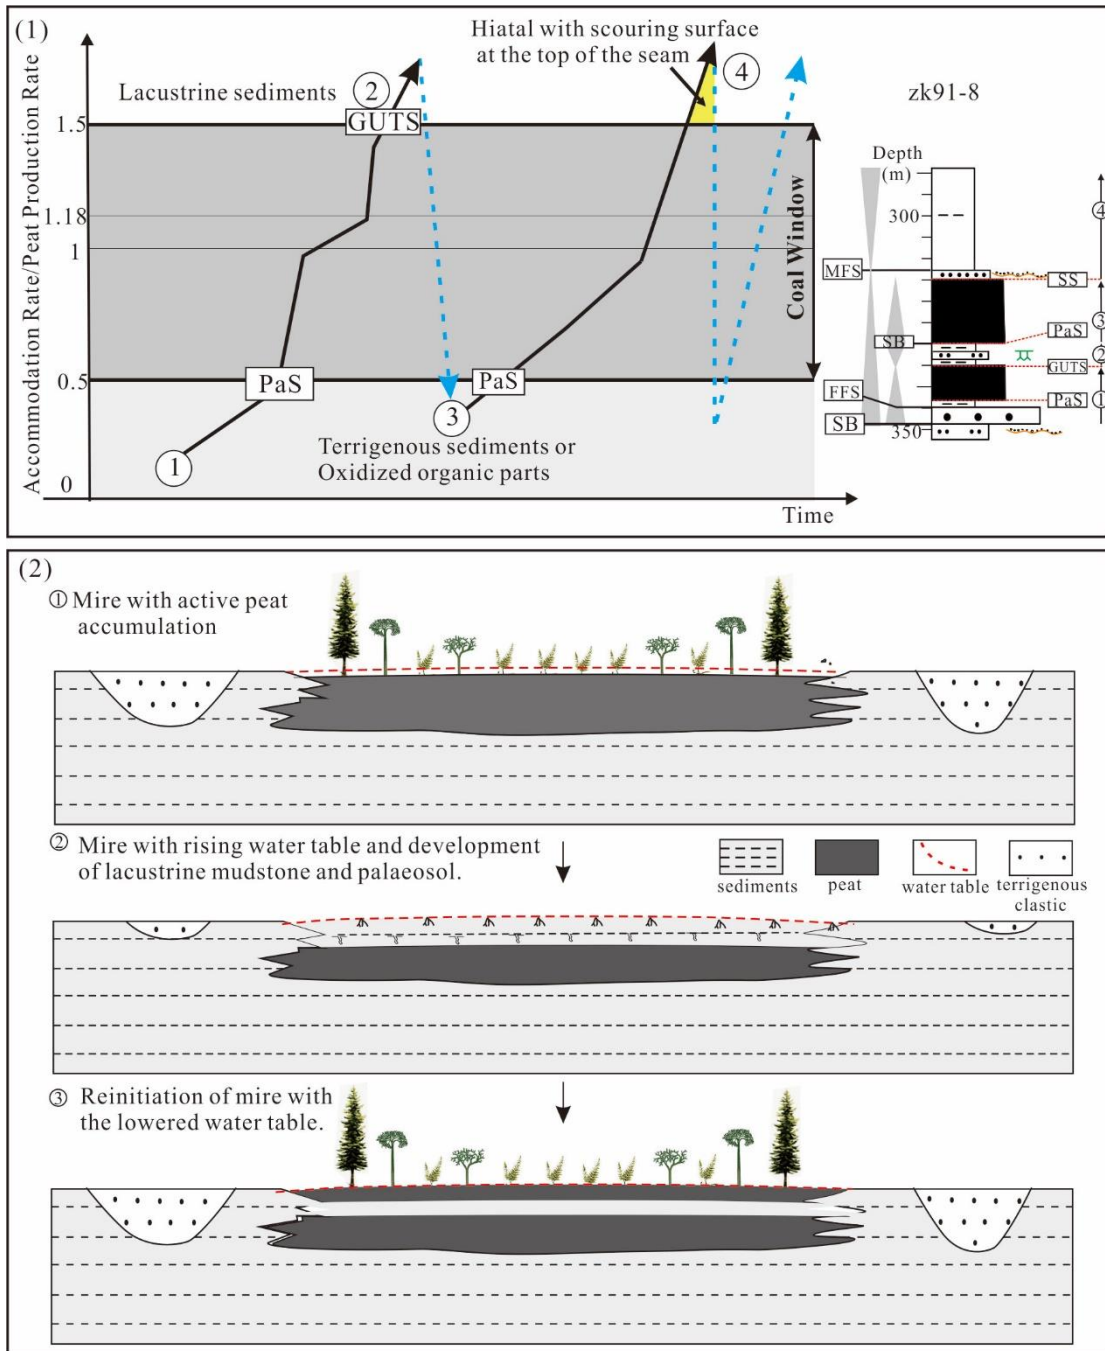 (1)
Hiatal with scouring surface
at the top of the seam
④
Lacustrine sediments
②
GUTS
zk91-8
Accommodation Rate/Peat Production Rate
1.5
1.18
1
0.5
0
Coal Window
PaS
PaS
①
③
Terrigenous sediments or
Oxidized organic parts
Time
Depth
(m)
300
350
MFS
SB
FFS
SB
SS
PaS
GUTS
PaS
④
③
②
①
(2)
① Mire with active peat
accumulation
② Mire with rising water table and development
of lacustrine mudstone and palaeosol.
sediments
peat
water table
terrigenous
clastic
③ Reinitiation of mire with
the lowered water table.